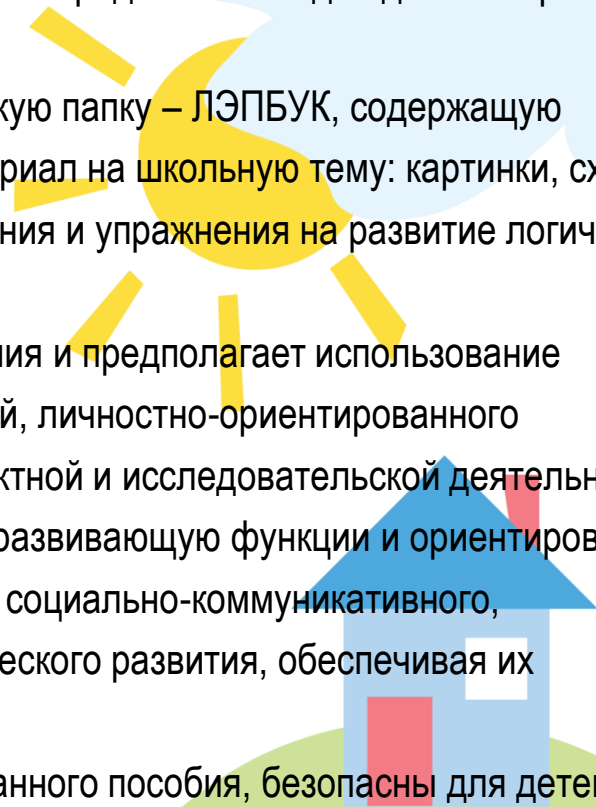 кую папку – ЛЭПБУК, содержащую
риал на школьную тему: картинки, сх
ния и упражнения на развитие логич
ия и предполагает использование
й, личностно-ориентированного
ктной и исследовательской деятельн
развивающую функции и ориентиров
социально-коммуникативного,
еского развития, обеспечивая их
анного пособия, безопасны для детей